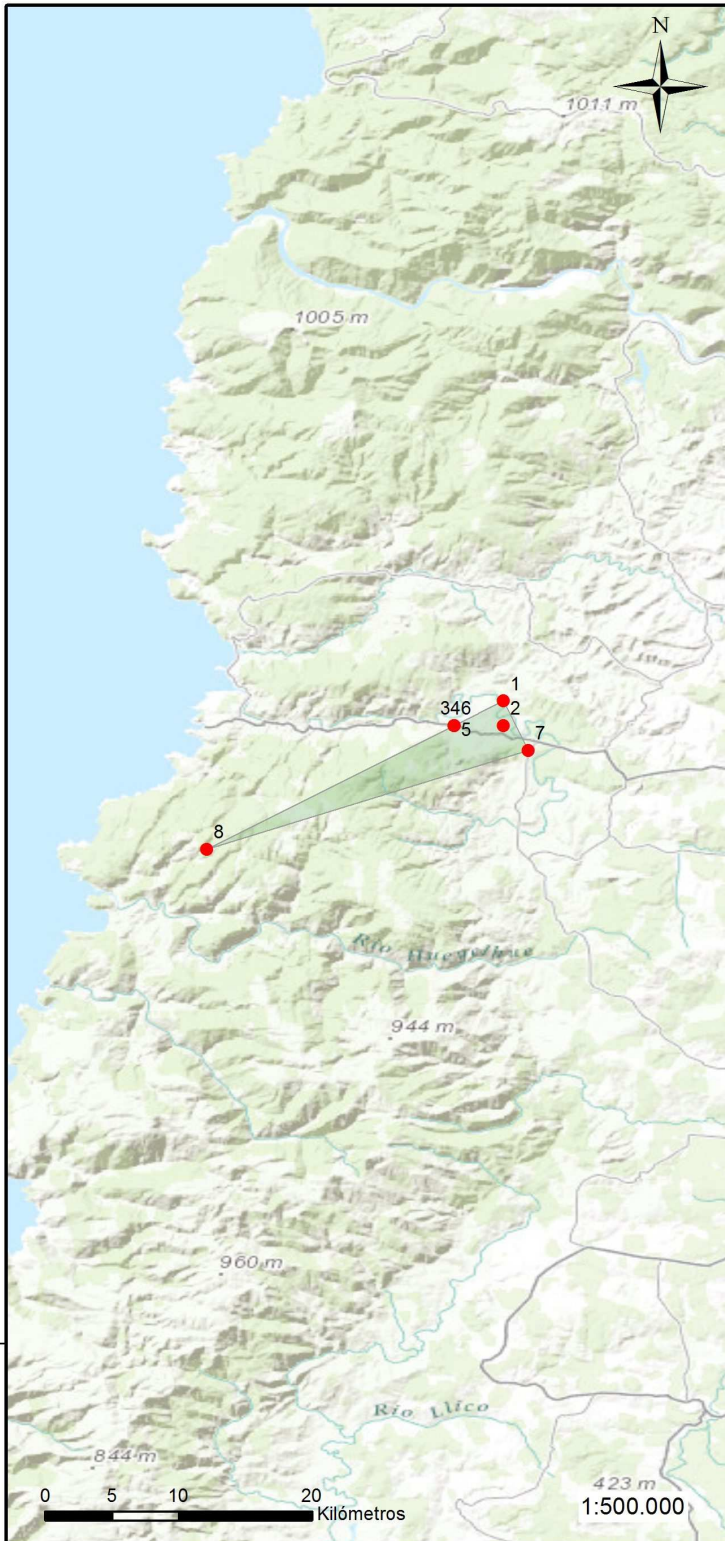 N
1011 m
1005 m
1
346
2
5
7
8
Río Hueyelhue
944 m
960 m
Río Llico
844 m
423 m
0 5 10 20
Kilómetros
1:500.000